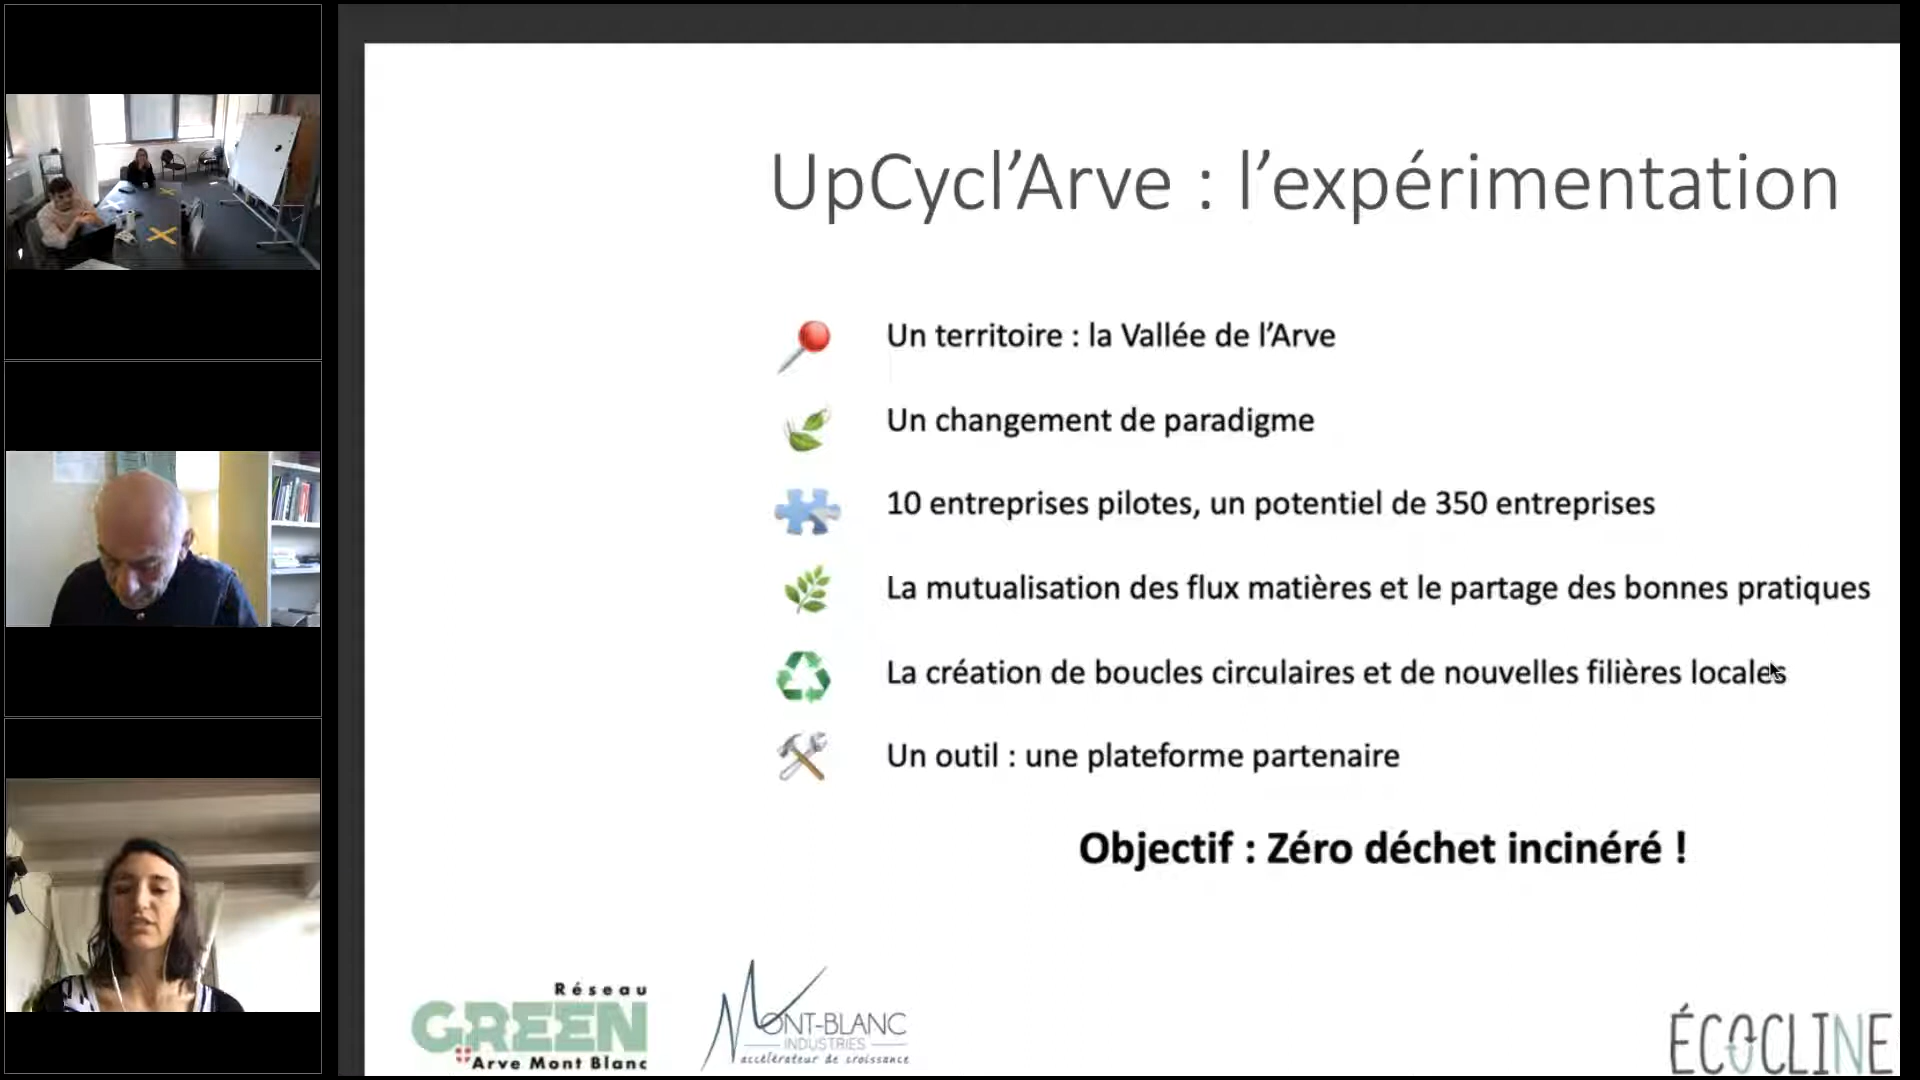 UpCycl’Arve : l’expérimentation
Un territoire : la Vallée de l’Arve
Un changement de paradigme
10 entreprises pilotes, un potentiel de 350 entreprises
La mutualisation des flux matières et le partage des bonnes pratiques
La création de boucles circulaires et de nouvelles filières locales
Un outil : une plateforme partenaire
Objectif : Zéro déchet incinéré !
Réseau
GREEN
Arve Mont Blanc
MONT-BLANC
INDUSTRIES
accélérateur de croissance
ÉCOCLINE